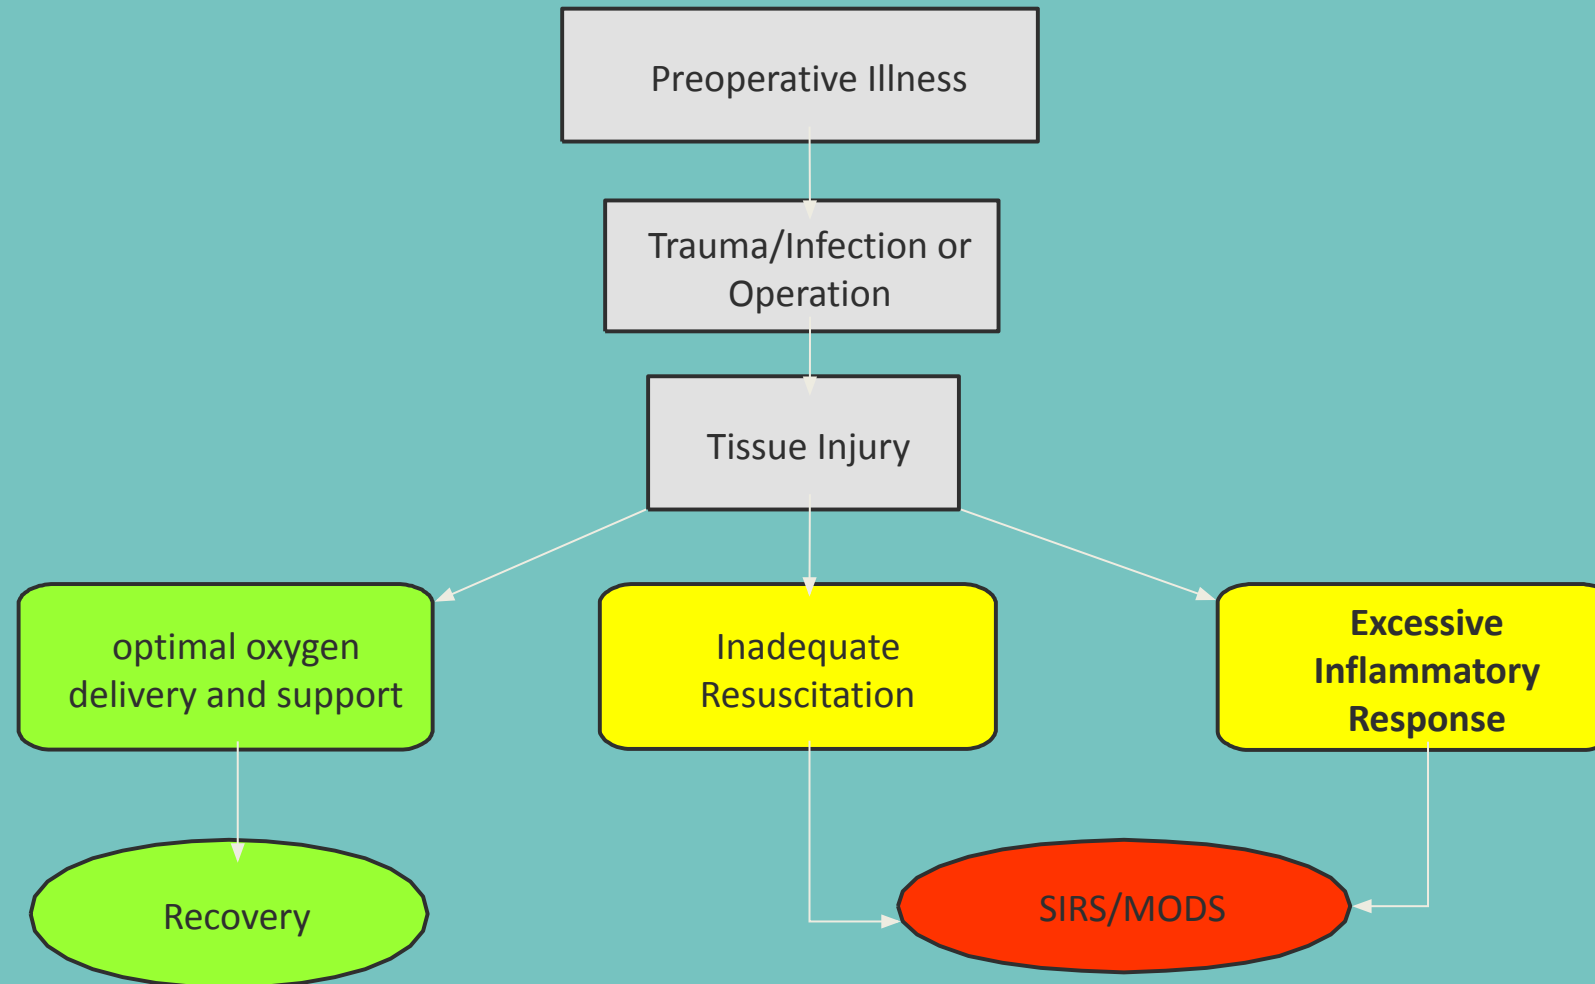 Preoperative Illness
Trauma/Infection or
Operation
Tissue Injury
optimal oxygen
delivery and support
Inadequate
Resuscitation
Excessive
Inflammatory
Response
Recovery
SIRS/MODS